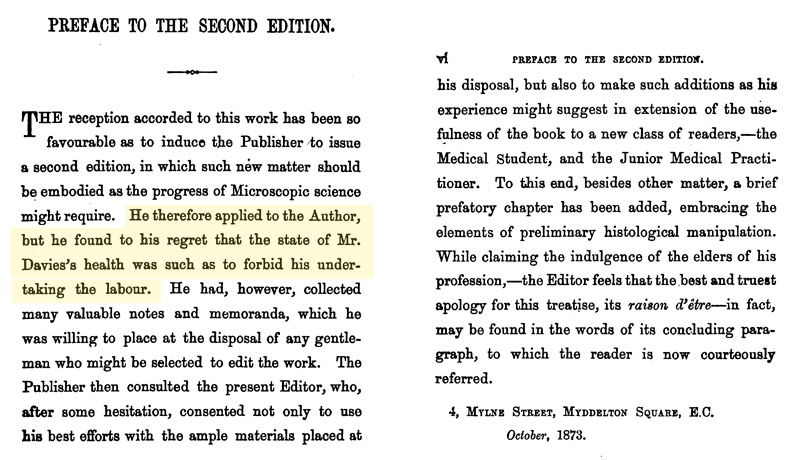 PREFACE TO THE SECOND EDITION.
THE reception accorded to this work has been so
favourable as to induce the Publisher to issue
a second edition, in which such new matter should
be embodied as the progress of Microscopic science
might require. He therefore applied to the Author,
but he found to his regret that the state of Mr.
Davies's health was such as to forbid his under-
taking the labour. He had, however, collected
many valuable notes and memoranda, which he
was willing to place at the disposal of any gentle-
man who might be selected to edit the work. The
Publisher then consulted the present Editor, who,
after some hesitation, consented not only to use
his best efforts with the ample materials placed at
vi PREFACE TO THE SECOND EDITION.
his disposal, but also to make such additions as his
experience might suggest in extension of the use-
fulness of the book to a new class of readers,—the
Medical Student, and the Junior Medical Practi-
tioner. To this end, besides other matter, a brief
prefatory chapter has been added, embracing the
elements of preliminary histological manipulation.
While claiming the indulgence of the elders of his
profession,—the Editor feels that the best and truest
apology for this treatise, its raison d'être—in fact,
may be found in the words of its concluding para-
graph, to which the reader is now courteously
referred.
4, MYLNE STREET, MYDDELTON SQUARE, E.C.
October, 1873.